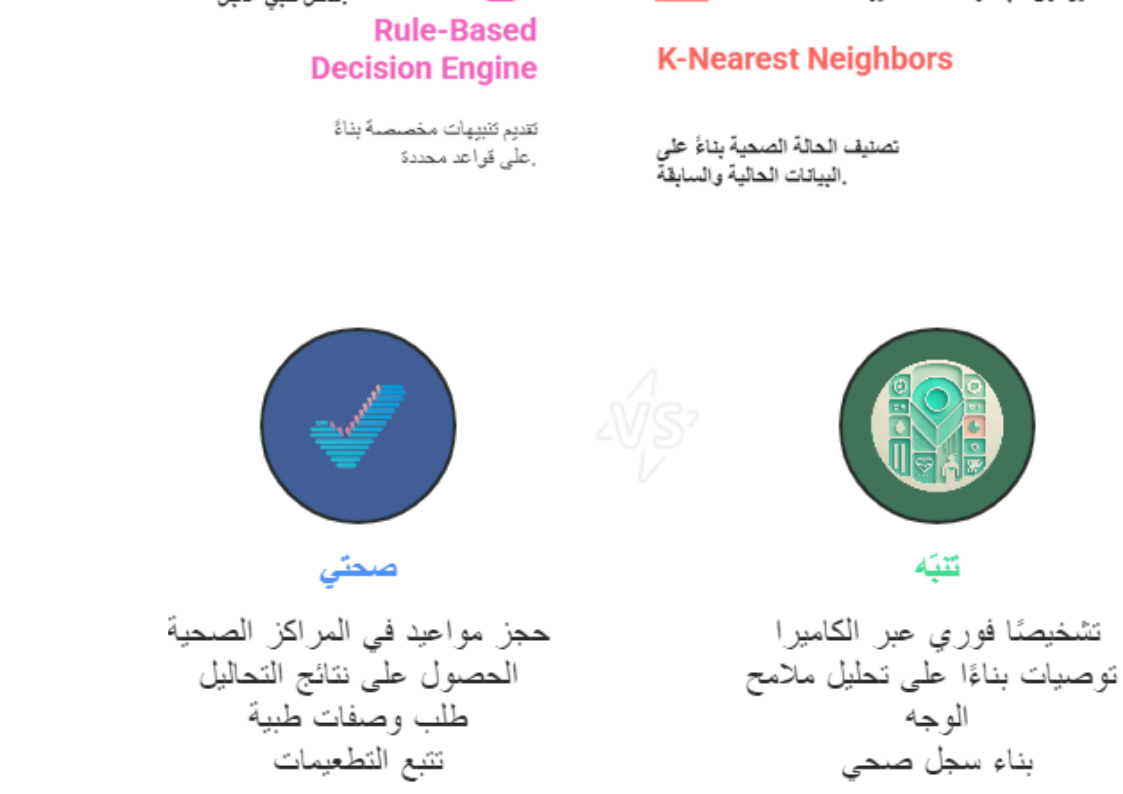 Rule-Based
Decision Engine
تقديم تنبيهات مخصصة بناءً
على قواعد محددة.
K-Nearest Neighbors
تصنيف الحالة الصحية بناءً على
البيانات الحالية والسابقة.
صحتي
حجز مواعيد في المراكز الصحية
الحصول على نتائج التحاليل
طلب وصفات طبية
تتبع التطعيمات
VS
تنبّه
تشخيصًا فوري عبر الكاميرا
توصيات بناءًا على تحليل ملامح
الوجه
بناء سجل صحي